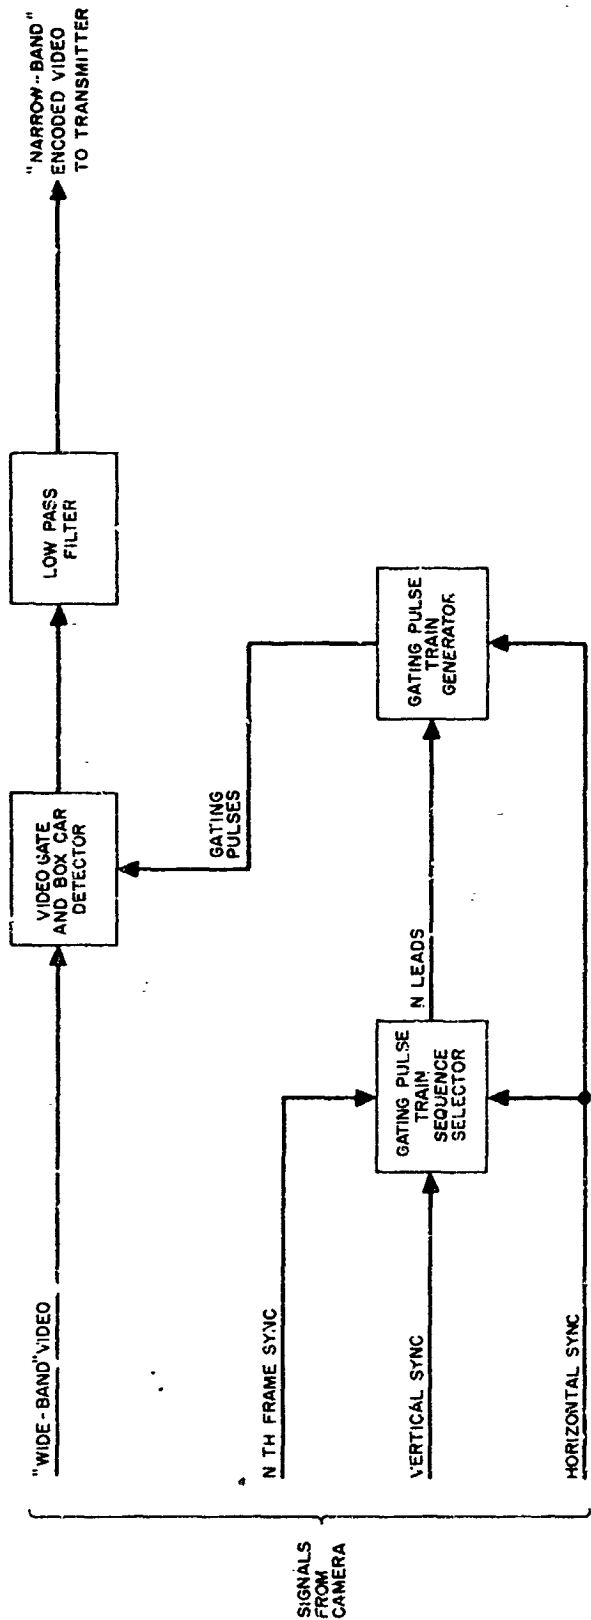 SIGNALS
FROM
CAMERA
"WIDE-BAND" VIDEO
N TH FRAME SYNC
VERTICAL SYNC
HORIZONTAL SYNC
GATING PULSE
TRAIN
SEQUENCE
SELECTOR
N LEADS
VIDEO GATE
AND BOX CAR
DETECTOR
GATING
PULSES
GATING PULSE
TRAIN
GENERATOR
LOW PASS
FILTER
"NARROW-BAND"
ENCODED VIDEO
TO TRANSMITTER